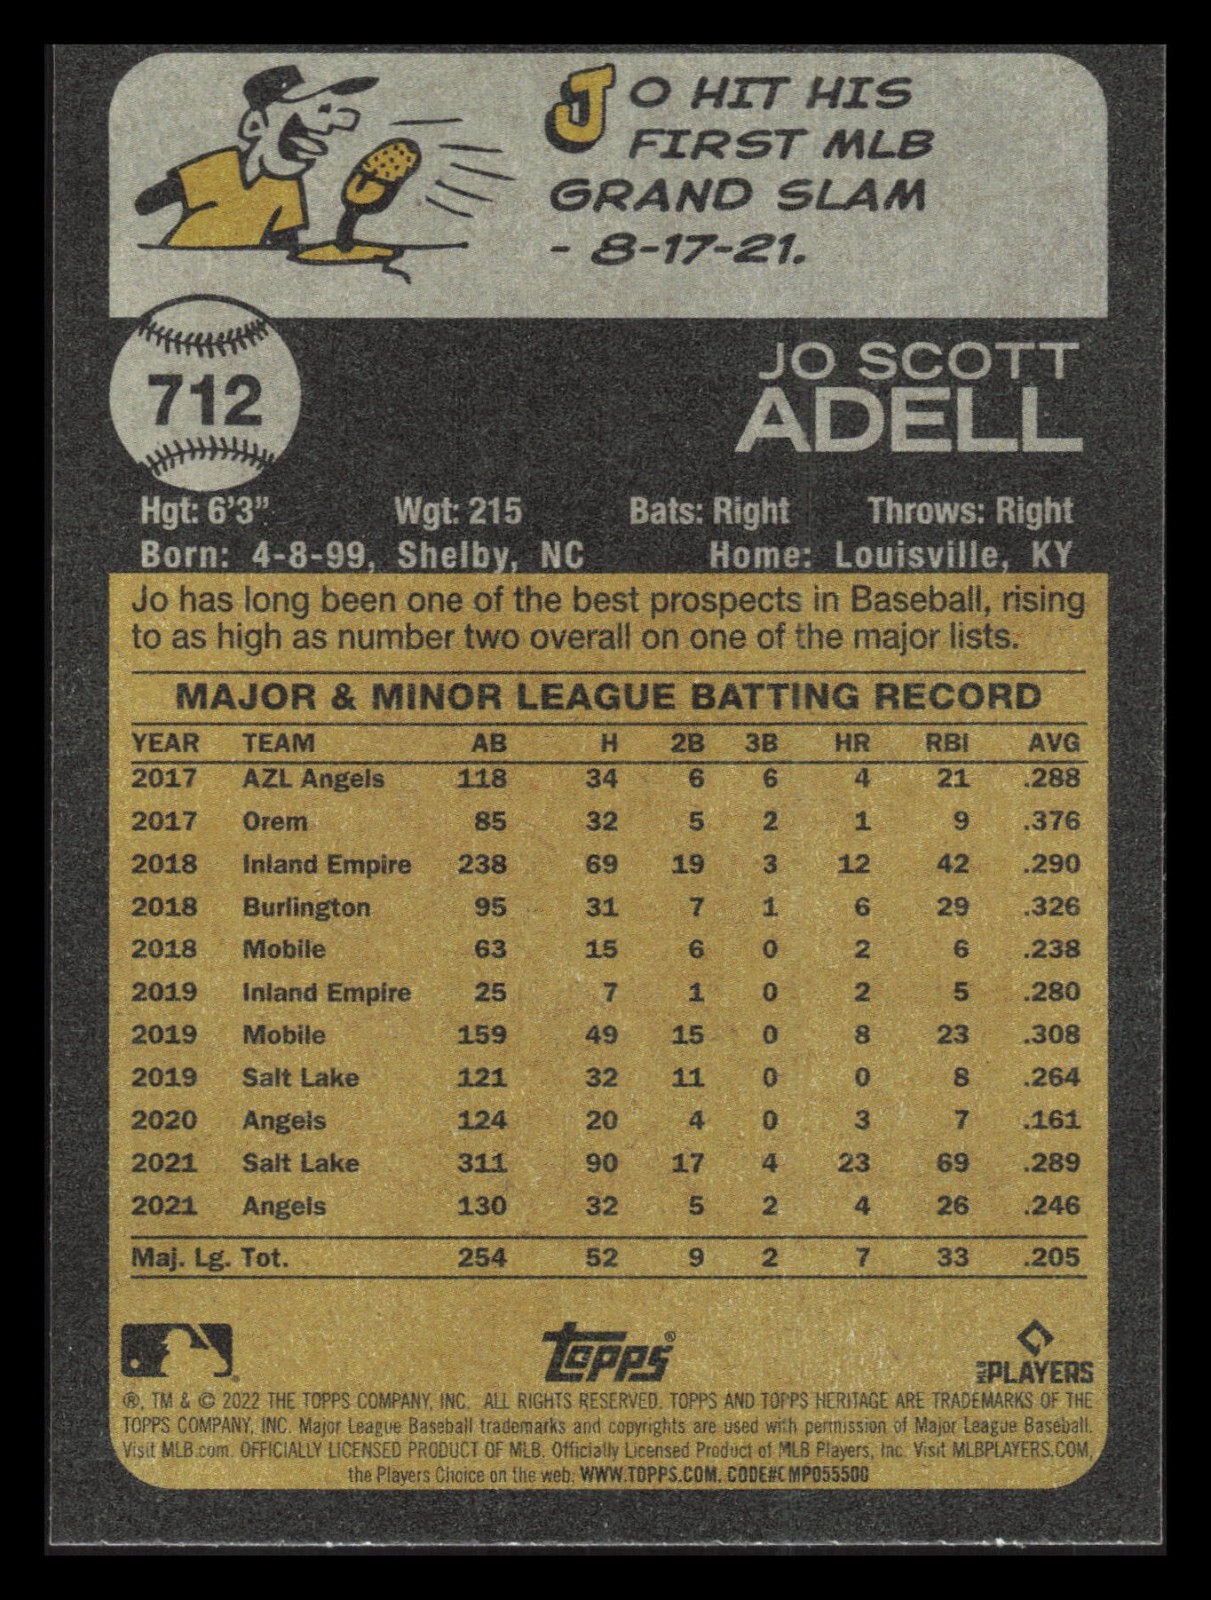 JO HIT HIS
FIRST MLB
GRAND SLAM
- 8-17-21.
712
JO SCOTT
ADELL
Hgt: 6'3" Wgt: 215 Bats: Right Throws: Right
Born: 4-8-99, Shelby, NC Home: Louisville, KY
Jo has long been one of the best prospects in Baseball, rising
to as high as number two overall on one of the major lists.
MAJOR & MINOR LEAGUE BATTING RECORD
YEAR TEAM AB H 2B 3B HR RBI AVG
2017 AZL Angels 118 34 6 6 4 21 .288
2017 Orem 85 32 5 2 1 9 .376
2018 Inland Empire 238 69 19 3 12 42 .290
2018 Burlington 95 31 7 1 6 29 .326
2018 Mobile 63 15 6 0 2 6 .238
2019 Inland Empire 25 7 1 0 2 5 .280
2019 Mobile 159 49 15 0 8 23 .308
2019 Salt Lake 121 32 11 0 0 8 .264
2020 Angels 124 20 4 0 3 7 .161
2021 Salt Lake 311 90 17 4 23 69 .289
2021 Angels 130 32 5 2 4 26 .246
Maj. Lg. Tot. 254 52 9 2 7 33 .205
Topps®
MLB PLAYERS
®, TM & © 2022 THE TOPPS COMPANY, INC. ALL RIGHTS RESERVED. TOPPS AND TOPPS HERITAGE ARE TRADEMARKS OF THE
TOPPS COMPANY, INC. Major League Baseball trademarks and copyrights are used with permission of Major League Baseball.
Visit MLB.com. OFFICIALLY LICENSED PRODUCT OF MLB. Officially Licensed Product of MLB Players, Inc. Visit MLBPLAYERS.COM,
the Players Choice on the web. WWW.TOPPS.COM. CODE#CMP055500